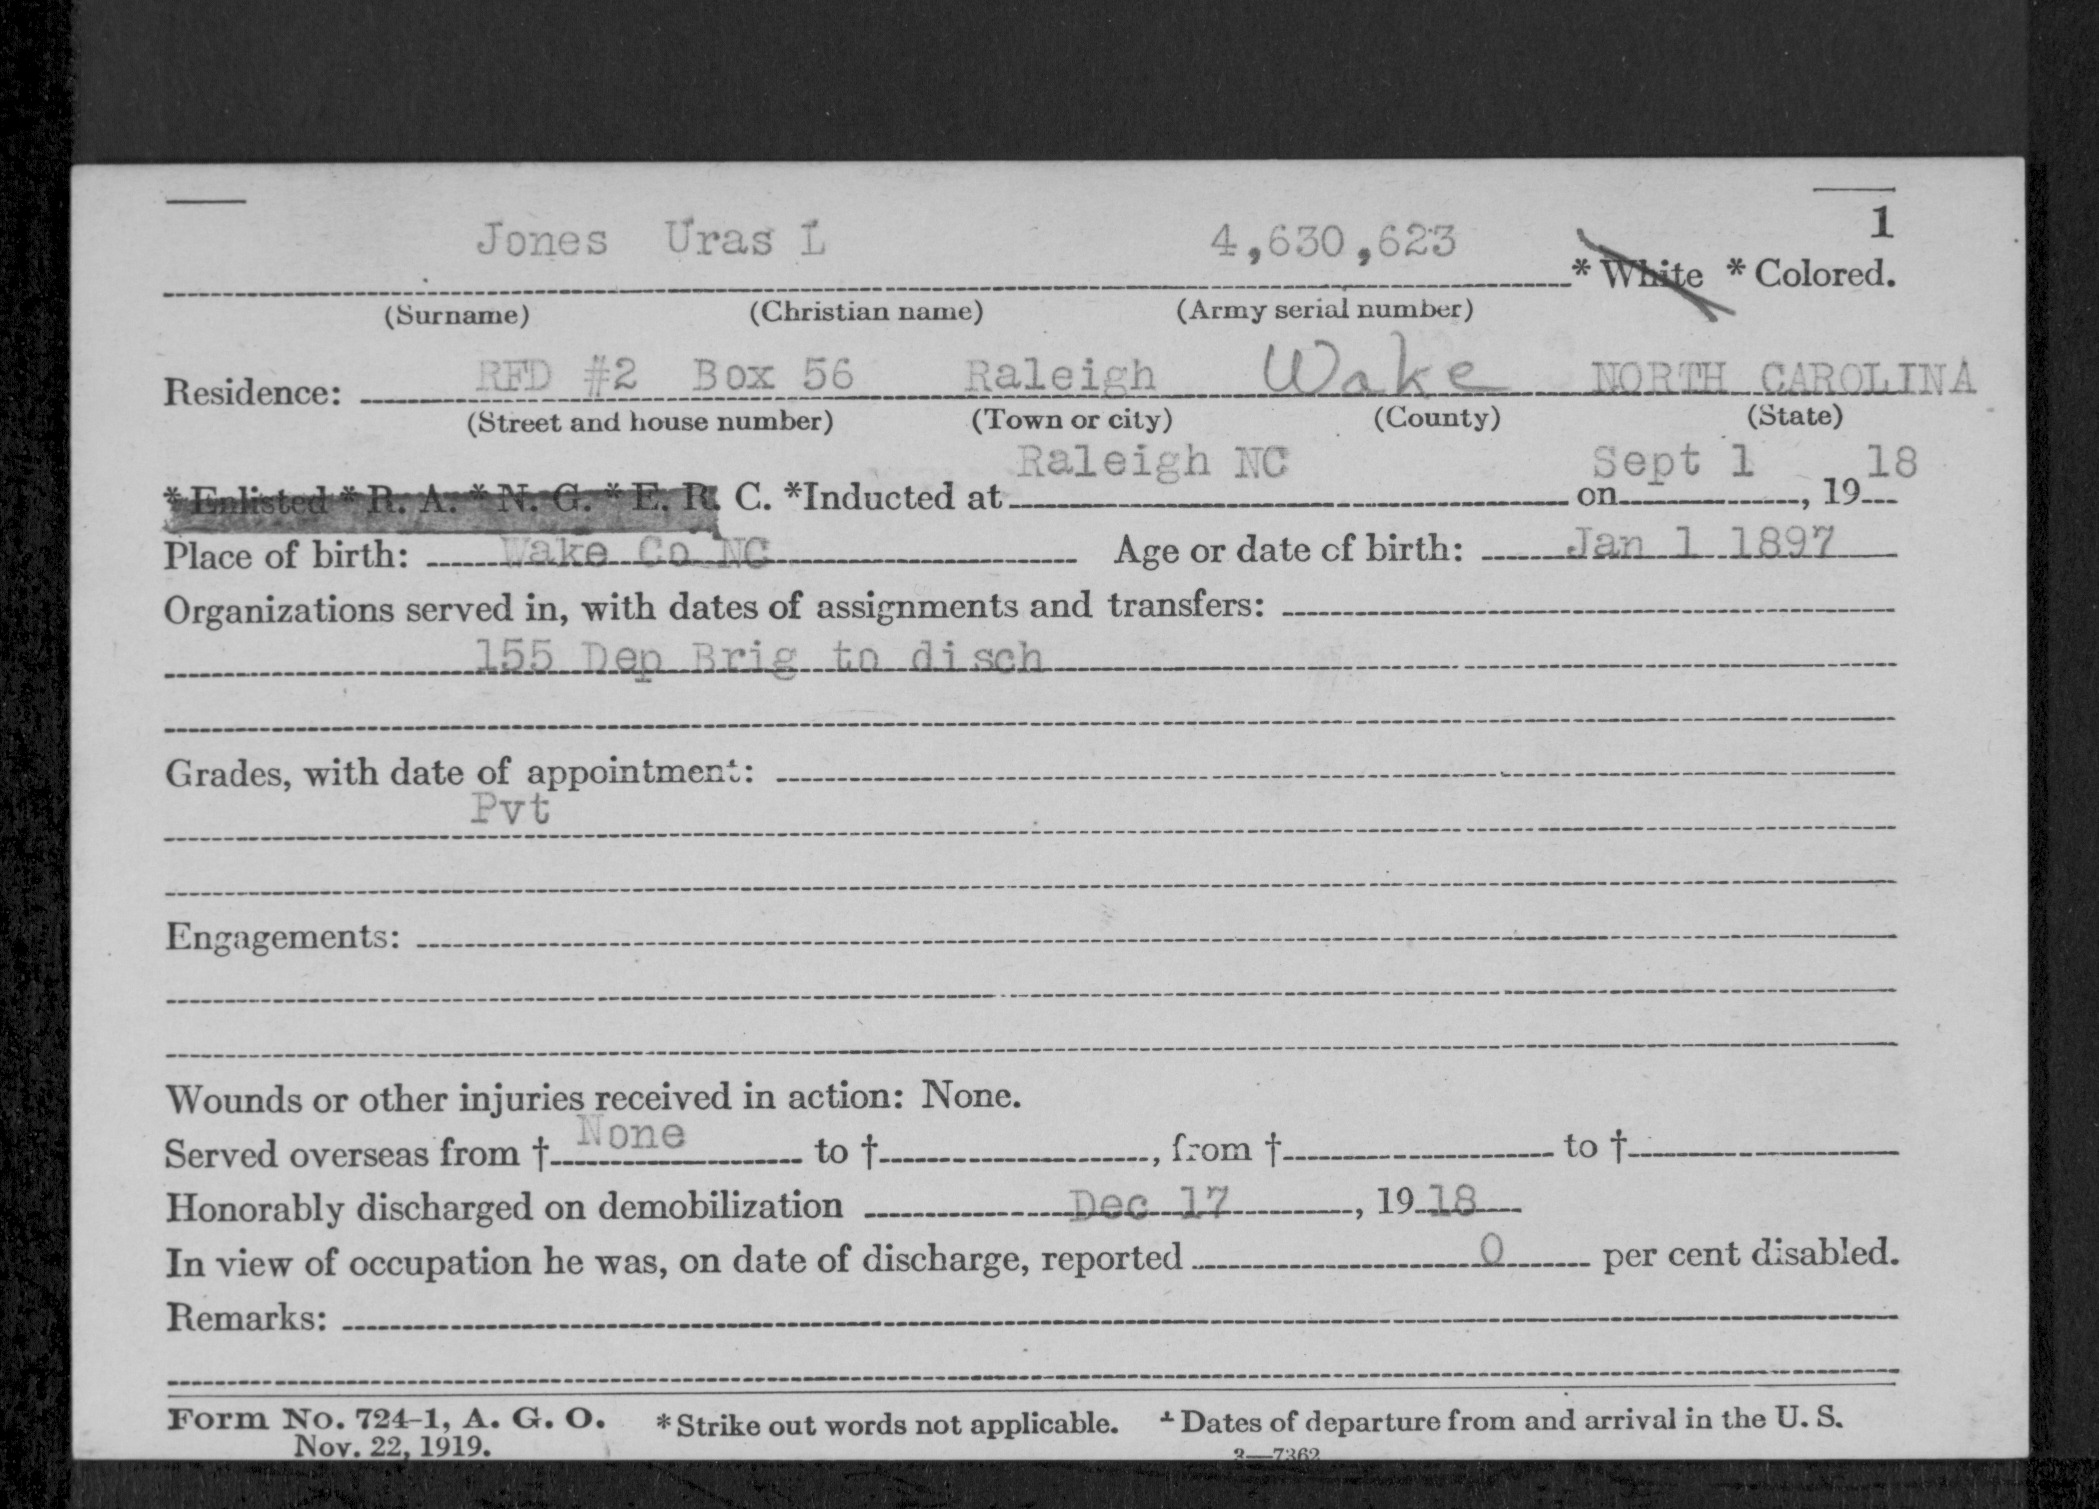 1
Jones Uras L 4,630,623 * White * Colored.
(Surname) (Christian name) (Army serial number)
Residence: RFD #2 Box 56 Raleigh Wake NORTH CAROLINA
(Street and house number) (Town or city) (County) (State)
*Enlisted *R. A. *N. G. *E. R. C. *Inducted at Raleigh NC on Sept 1, 1918
Place of birth: Wake Co NC Age or date of birth: Jan 1 1897
Organizations served in, with dates of assignments and transfers:
155 Dep Brig to disch
Grades, with date of appointment:
Pvt
Engagements:
Wounds or other injuries received in action: None.
Served overseas from † None to †, from † to †
Honorably discharged on demobilization Dec 17, 1918
In view of occupation he was, on date of discharge, reported 0 per cent disabled.
Remarks:
Form No. 724-1, A. G. O. *Strike out words not applicable. † Dates of departure from and arrival in the U. S.
Nov. 22, 1919. 3—7362